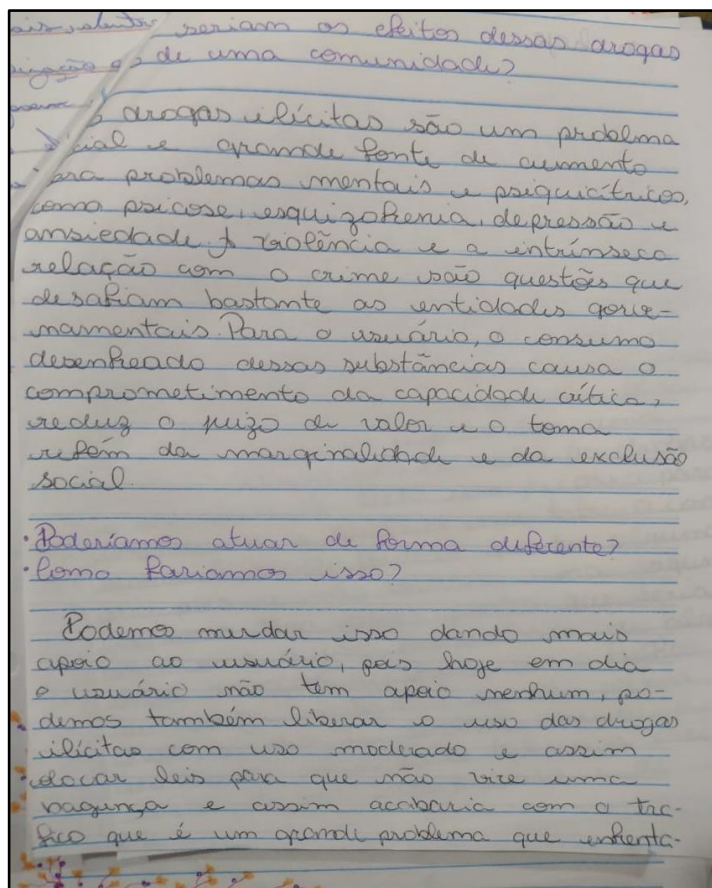 seriam os efeitos dessas drogas
de uma comunidade?
drogas ilícitas são um problema
e grande fonte de aumento
para problemas mentais e psiquicítricos,
como psicose, esquizofrenia, depressão e
ansiedade. A violência e a intrínseca
relação com o crime são questões que
desafiam bastante as entidades gover-
namentais. Para o usuário, o consumo
desenfreado dessas substâncias causa o
comprometimento da capacidade crítica,
reduz o juizo de valor e o torna
refém da marginalidade e da exclusão
social.
• Poderíamos atuar de forma diferente?
• Como fariamos isso?
Podemos mudar isso dando mais
apoio ao usuário, pois hoje em dia
o usuário não tem apoio nenhum, po-
demos também liberar o uso das drogas
ilícitas com uso moderado e assim
colocar leis para que não vire uma
bagunça e assim acabaria com o tra-
fico que é um grande problema que enfrenta-